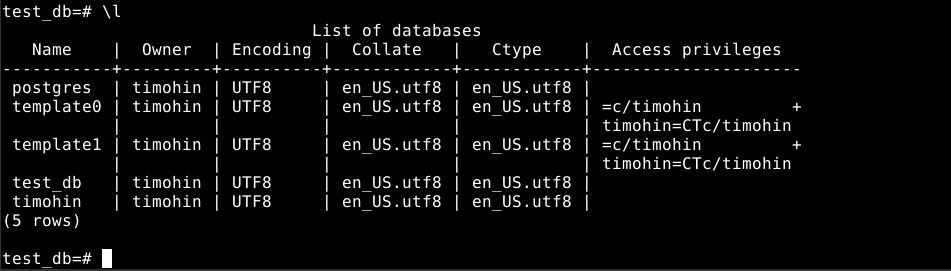 test_db=# \l
                               List of databases
   Name    |  Owner  | Encoding |   Collate  |   Ctype    |  Access privileges
-----------+---------+----------+------------+------------+---------------------
 postgres  | timohin | UTF8     | en_US.utf8 | en_US.utf8 |
 template0 | timohin | UTF8     | en_US.utf8 | en_US.utf8 | =c/timohin         +
           |         |          |            |            | timohin=CTc/timohin
 template1 | timohin | UTF8     | en_US.utf8 | en_US.utf8 | =c/timohin         +
           |         |          |            |            | timohin=CTc/timohin
 test_db   | timohin | UTF8     | en_US.utf8 | en_US.utf8 |
 timohin   | timohin | UTF8     | en_US.utf8 | en_US.utf8 |
(5 rows)

test_db=#